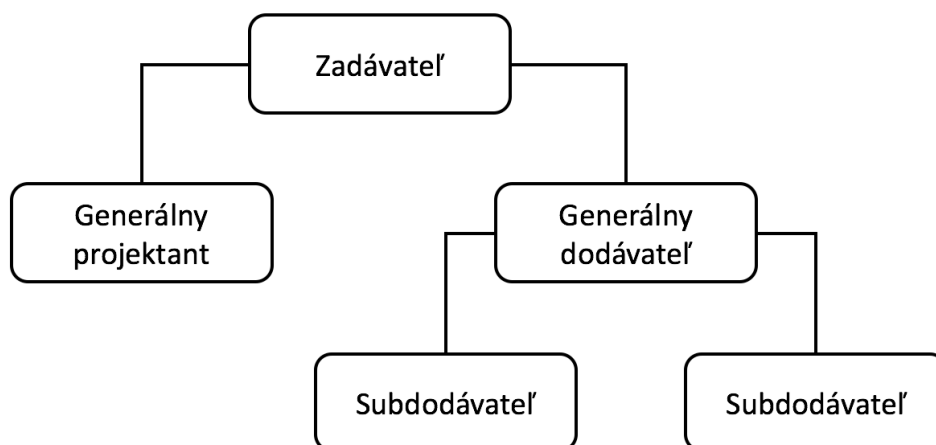 Zadávateľ
Generálny
projektant
Generálny
dodávateľ
Subdodávateľ
Subdodávateľ